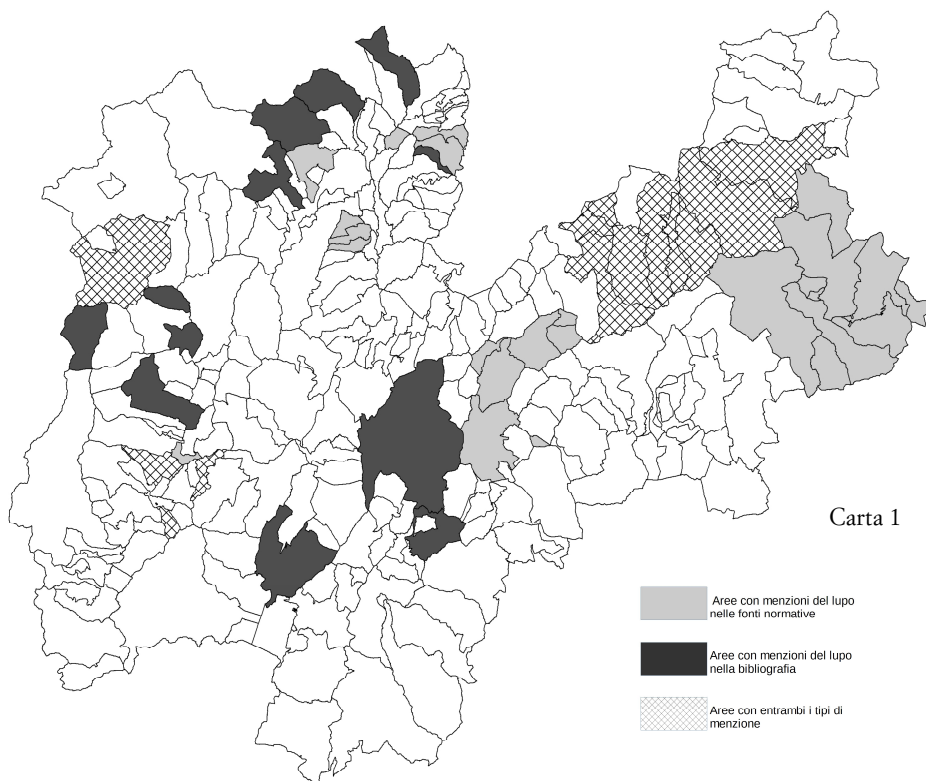 Carta 1
Aree con menzioni del lupo
nelle fonti normative
Aree con menzioni del lupo
nella bibliografia
Aree con entrambi i tipi di
menzione